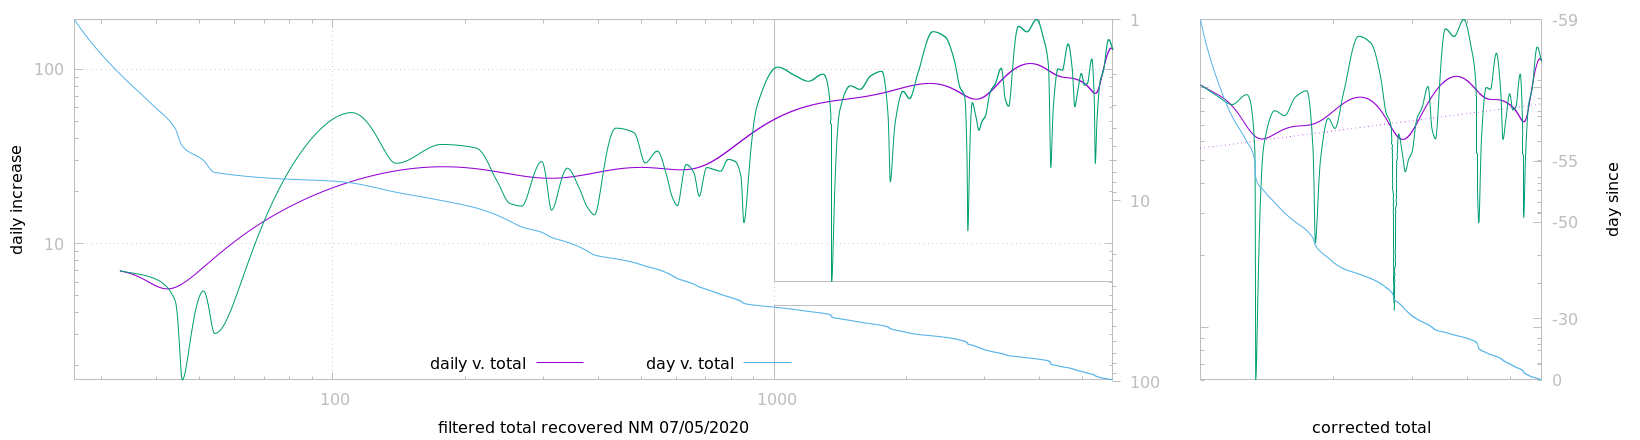 daily increase
100
10
100
1000
1
10
100
daily v. total
day v. total
filtered total recovered NM 07/05/2020
-59
-55
-50
-30
0
day since
corrected total